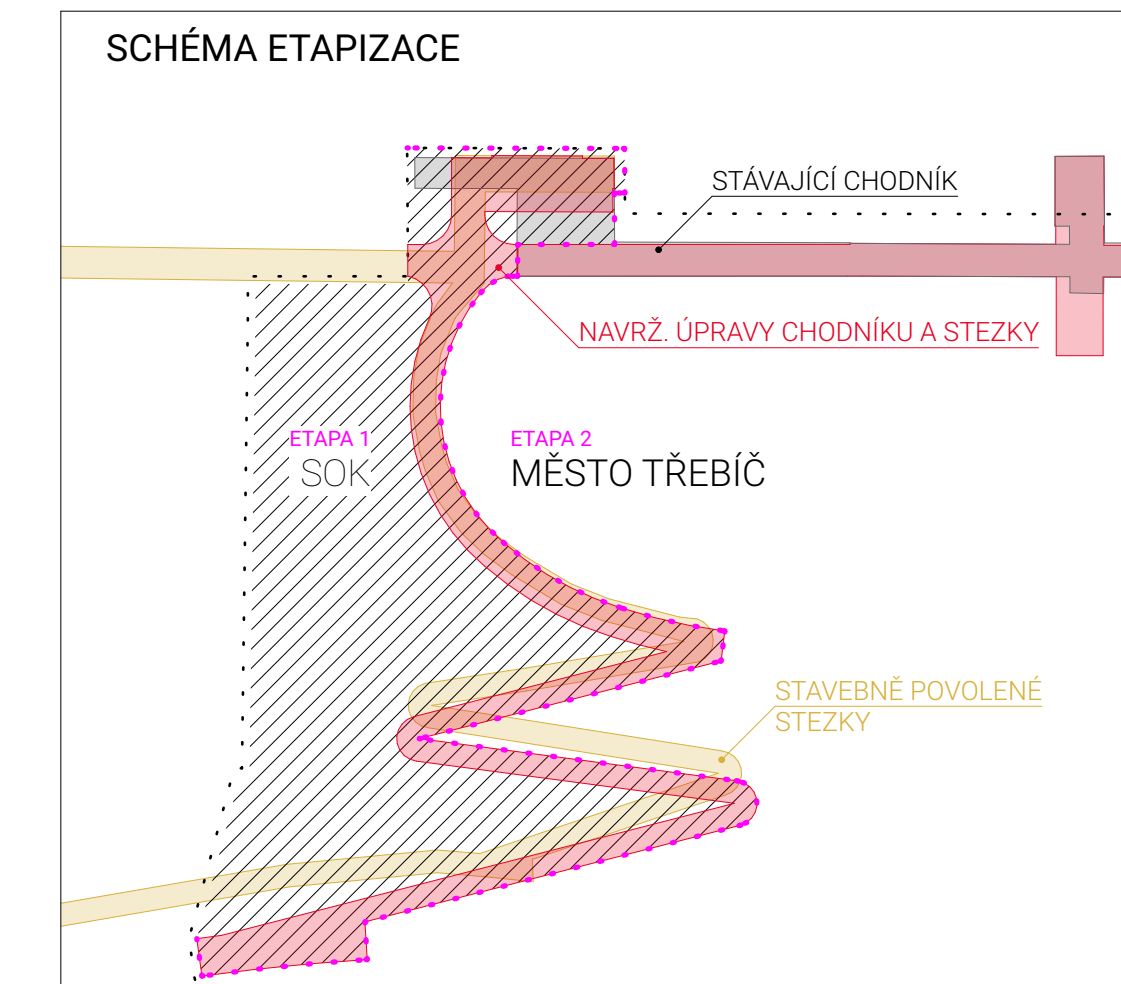 SCHÉMA ETAPIZACE
STÁVAJÍCÍ CHODNÍK
NAVRŽ. ÚPRAVY CHODNÍKU A STEZKY
ETAPA 1
SOK
ETAPA 2
MĚSTO TŘEBÍČ
STAVEBNĚ POVOLENÉ
STEZKY